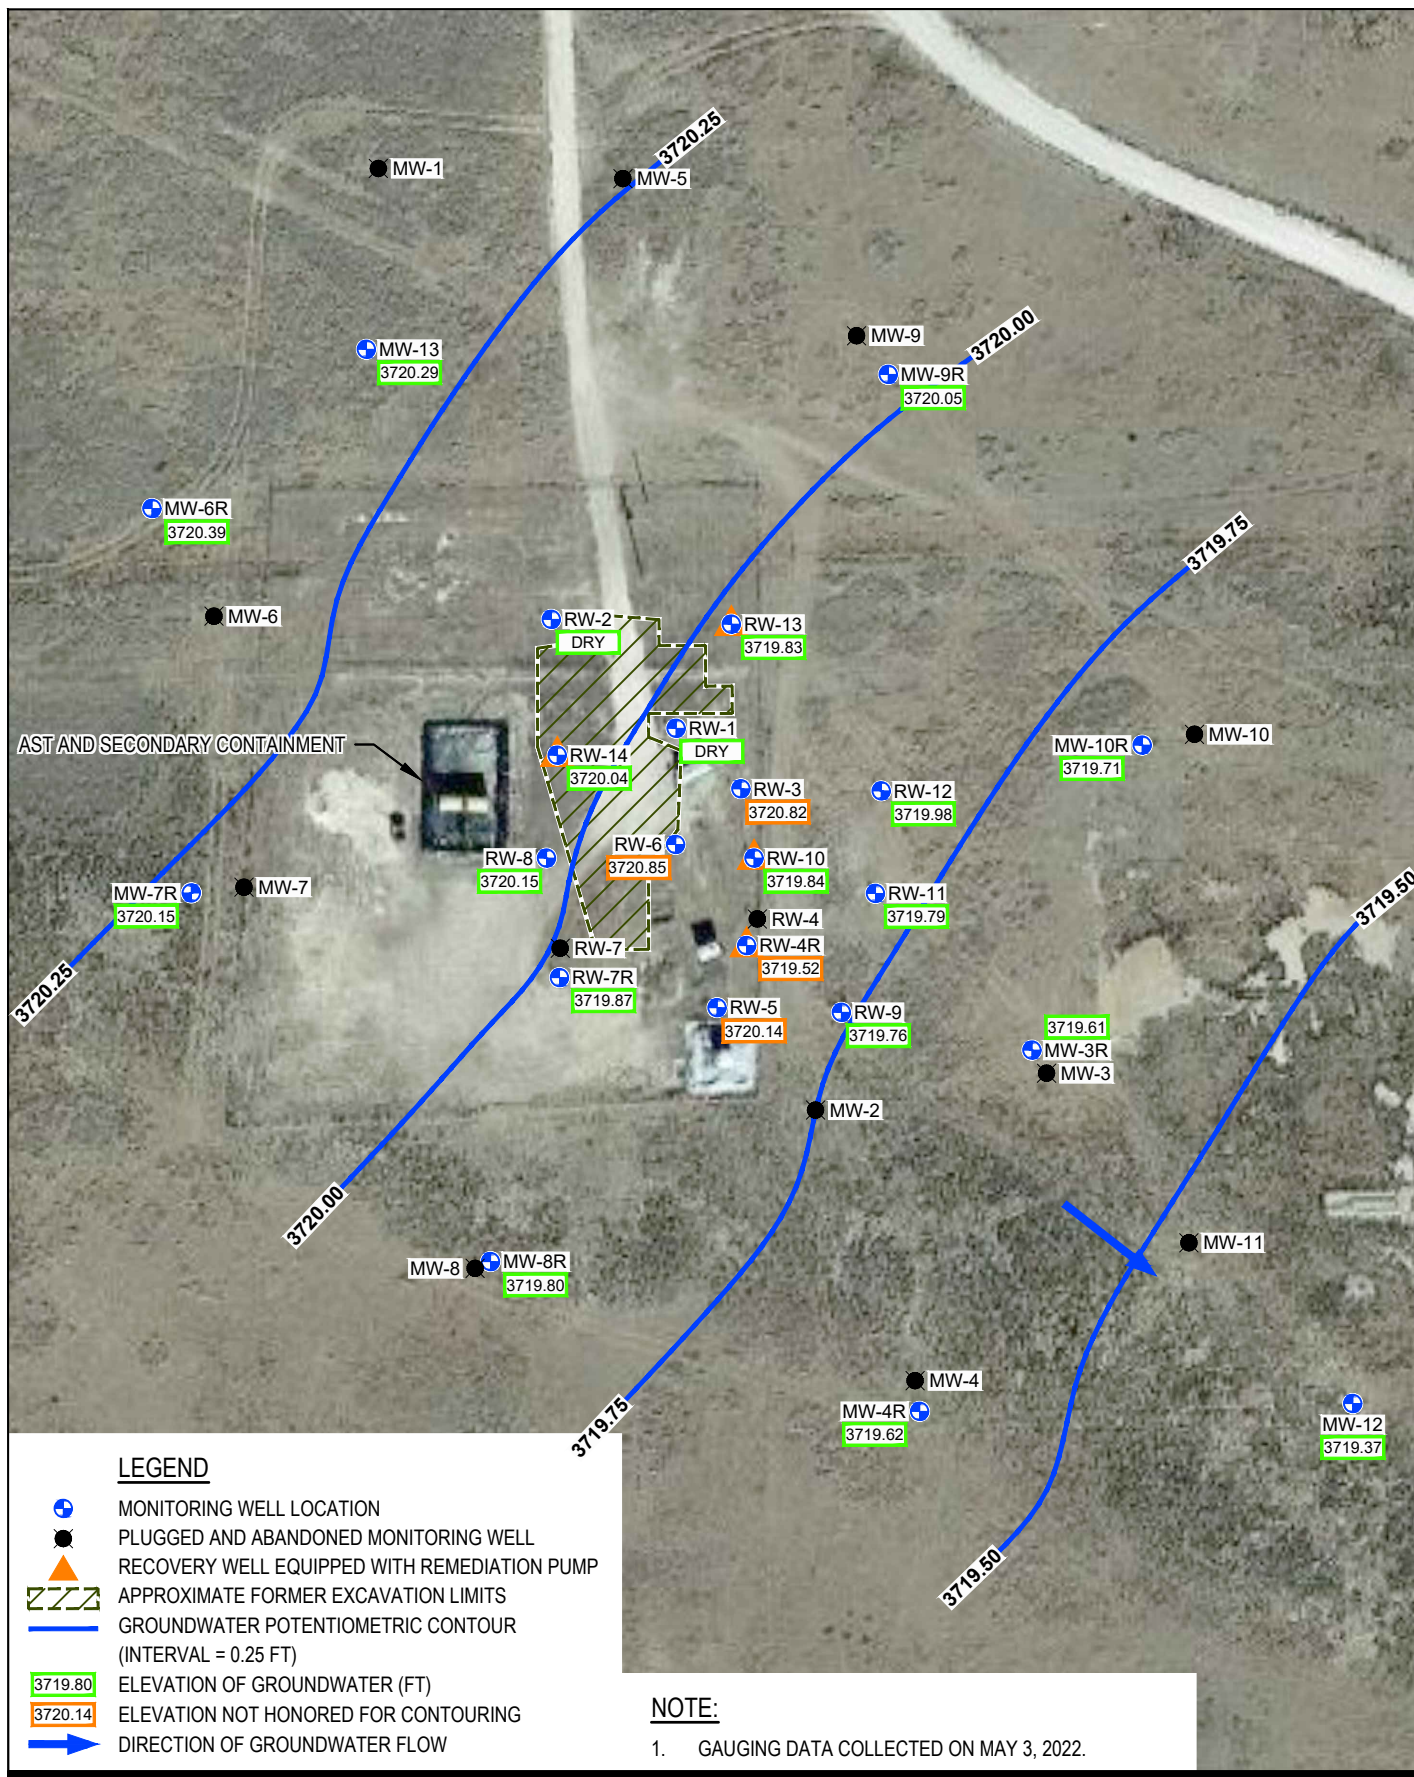 3720.25
MW-1
MW-5
3720.00
MW-9
MW-13
3720.29
MW-9R
3720.05
MW-6R
3720.39
3719.75
MW-6
RW-2
DRY
RW-13
3719.83
RW-1
DRY
MW-10
MW-10R
3719.71
AST AND SECONDARY CONTAINMENT
RW-14
3720.04
RW-3
3720.82
RW-12
3719.98
RW-6
3720.85
RW-8
3720.15
RW-10
3719.84
MW-7
MW-7R
3720.15
RW-11
3719.79
3719.50
RW-4
RW-4R
3719.52
RW-7
RW-7R
3719.87
3720.25
RW-5
3720.14
RW-9
3719.76
3719.61
MW-3R
MW-3
MW-2
3720.00
MW-11
MW-8
MW-8R
3719.80
MW-4
MW-4R
3719.62
3719.75
MW-12
3719.37
3719.50
LEGEND
MONITORING WELL LOCATION
PLUGGED AND ABANDONED MONITORING WELL
RECOVERY WELL EQUIPPED WITH REMEDIATION PUMP
APPROXIMATE FORMER EXCAVATION LIMITS
GROUNDWATER POTENTIOMETRIC CONTOUR
(INTERVAL = 0.25 FT)
3719.80 ELEVATION OF GROUNDWATER (FT)
3720.14 ELEVATION NOT HONORED FOR CONTOURING
DIRECTION OF GROUNDWATER FLOW
NOTE:
1. GAUGING DATA COLLECTED ON MAY 3, 2022.